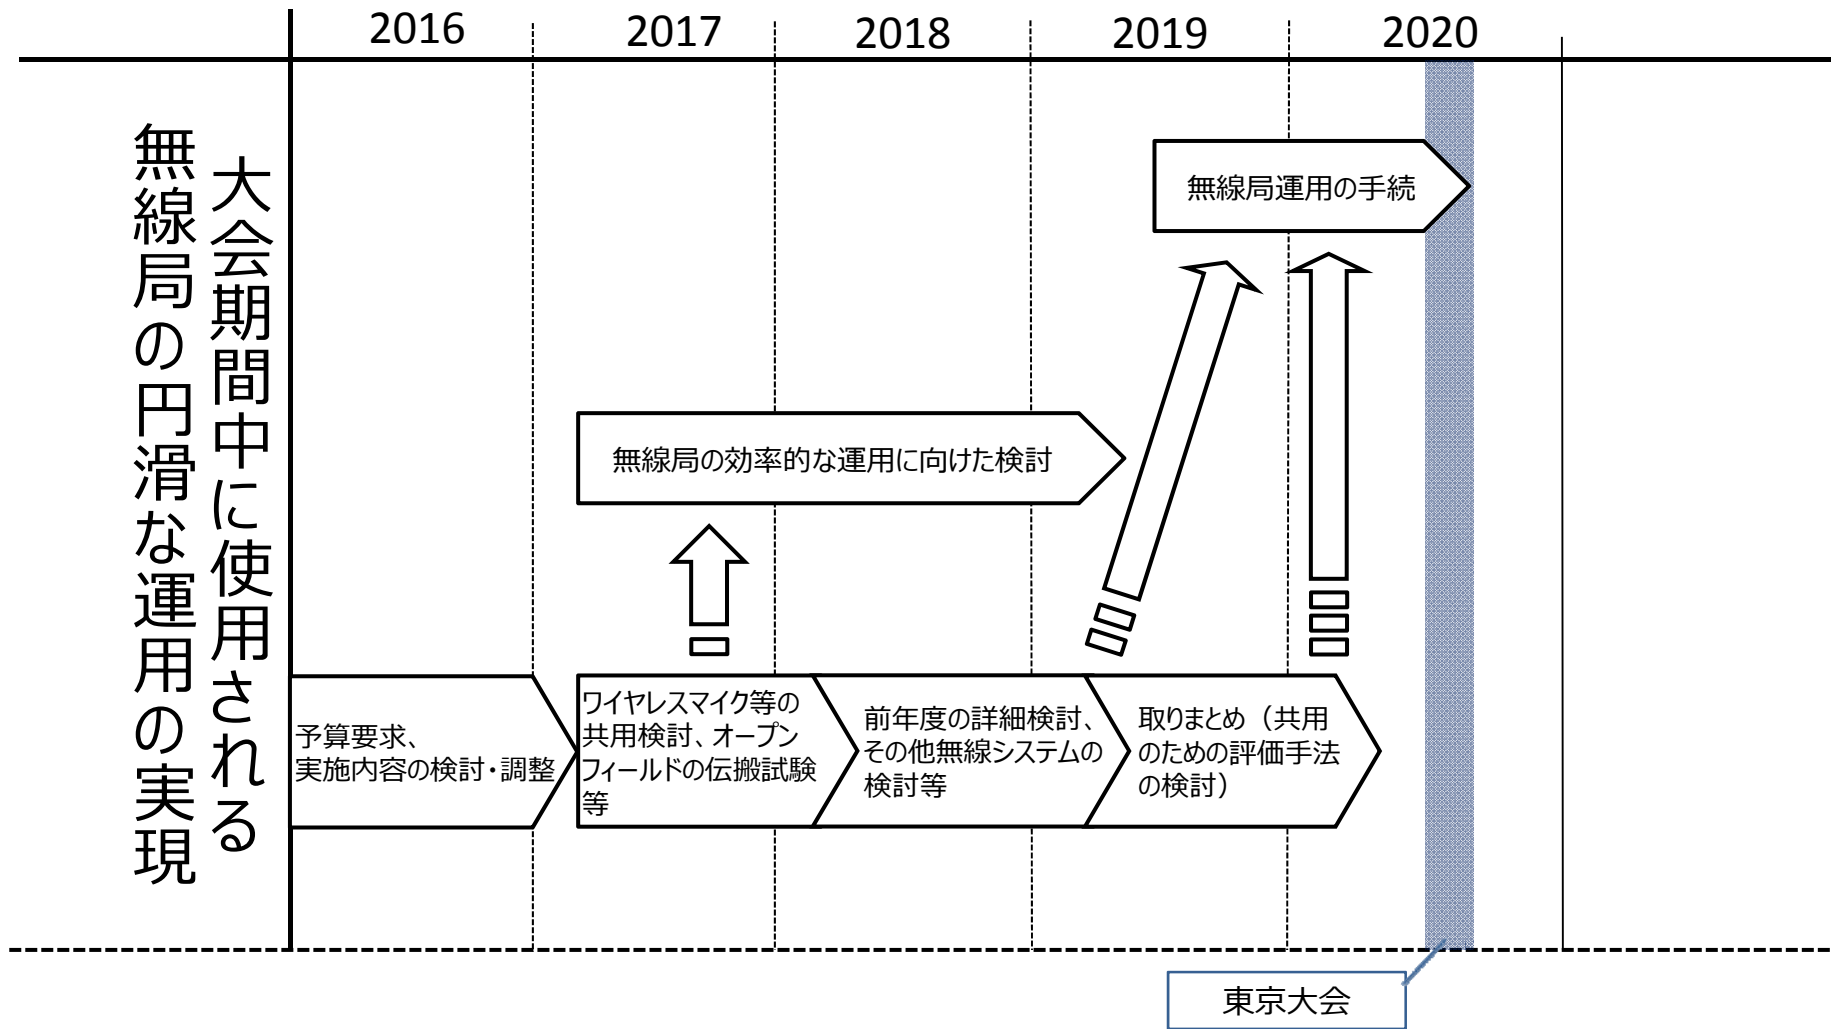 2016
2017
2018
2019
2020
大会期間中に使用される
無線局の円滑な運用の実現
無線局運用の手続
無線局の効率的な運用に向けた検討
予算要求、
実施内容の検討・調整
ワイヤレスマイク等の
共用検討、オープン
フィールドの伝搬試験
等
前年度の詳細検討、
その他無線システムの
検討等
取りまとめ（共用
のための評価手法
の検討）
東京大会